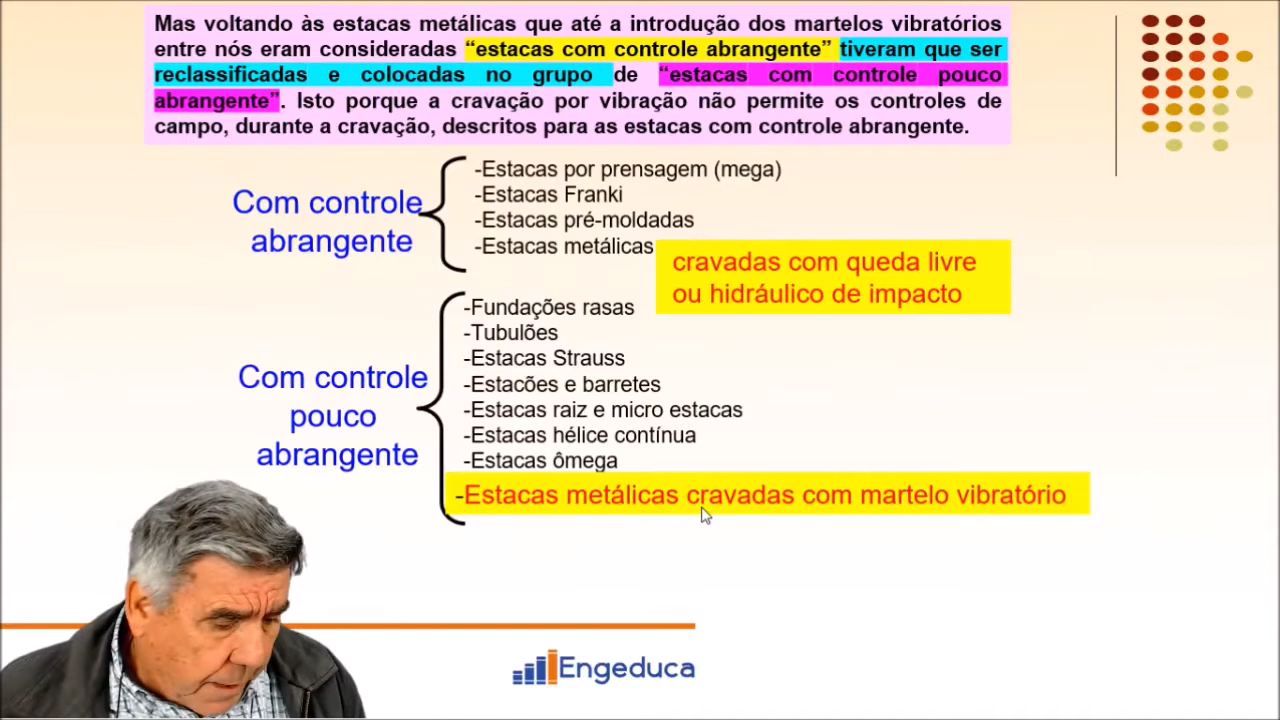 Mas voltando às estacas metálicas que até a introdução dos martelos vibratórios
entre nós eram consideradas “estacas com controle abrangente” tiveram que ser
reclassificadas e colocadas no grupo de “estacas com controle pouco
abrangente”. Isto porque a cravação por vibração não permite os controles de
campo, durante a cravação, descritos para as estacas com controle abrangente.
Com controle
abrangente
-Estacas por prensagem (mega)
-Estacas Franki
-Estacas pré-moldadas
-Estacas metálicas
cravadas com queda livre
ou hidráulico de impacto
Com controle
pouco
abrangente
-Fundações rasas
-Tubulões
-Estacas Strauss
-Estacões e barretes
-Estacas raiz e micro estacas
-Estacas hélice contínua
-Estacas ômega
-Estacas metálicas cravadas com martelo vibratório
Engeduca